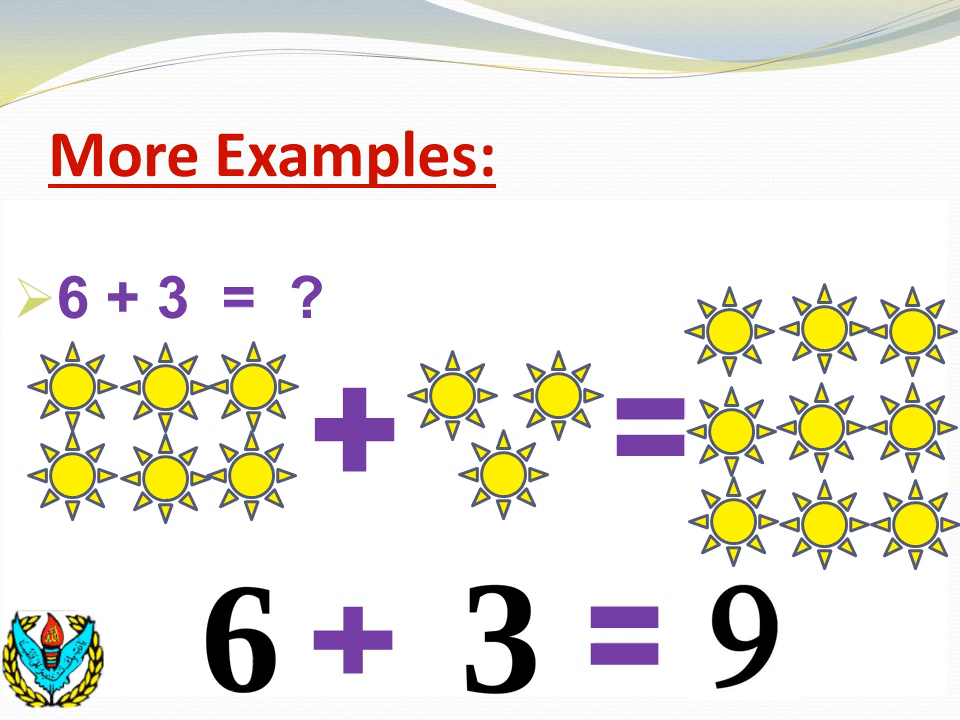 More Examples:
6 + 3 = ?
+ =
6 + 3 = 9